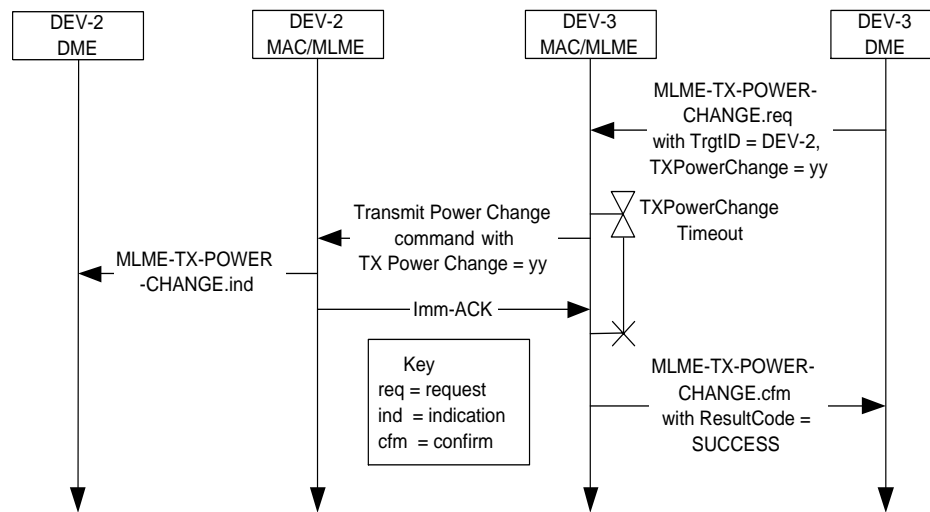 DEV-2
DME
DEV-2
MAC/MLME
DEV-3
MAC/MLME
DEV-3
DME
MLME-TX-POWER-
CHANGE.req
with TrgtID = DEV-2,
TXPowerChange = yy
TXPowerChange
Timeout
Transmit Power Change
command with
TX Power Change = yy
MLME-TX-POWER
-CHANGE.ind
Imm-ACK
Key
req = request
ind = indication
cfm = confirm
MLME-TX-POWER-
CHANGE.cfm
with ResultCode =
SUCCESS